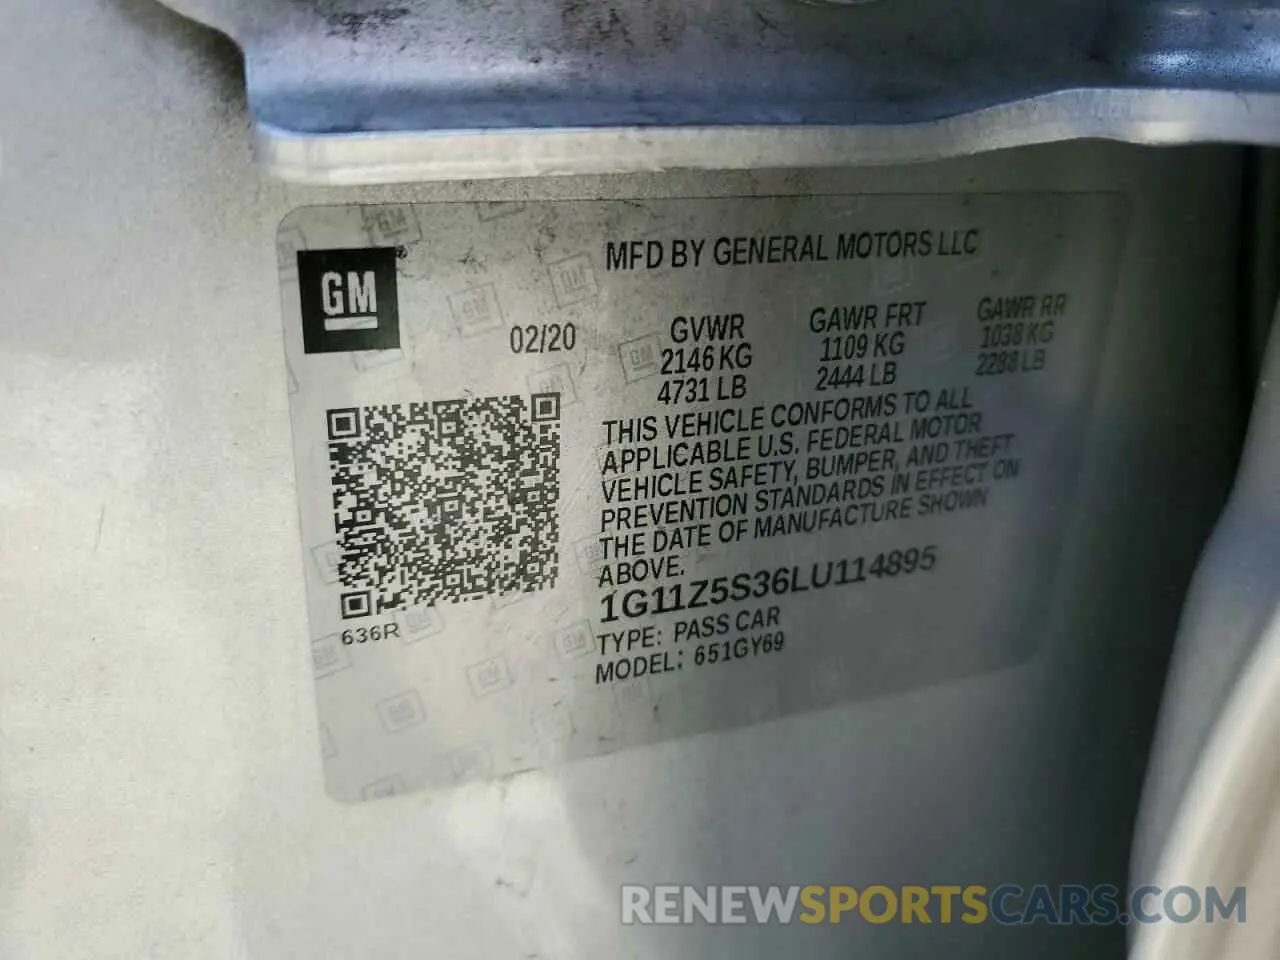 MFD BY GENERAL MOTORS LLC
GM
®
02/20
GVWR
2146 KG
4731 LB
GAWR FRT
1109 KG
2444 LB
GAWR RR
1038 KG
2288 LB
THIS VEHICLE CONFORMS TO ALL
APPLICABLE U.S. FEDERAL MOTOR
VEHICLE SAFETY, BUMPER, AND THEFT
PREVENTION STANDARDS IN EFFECT ON
THE DATE OF MANUFACTURE SHOWN
ABOVE.
1G11Z5S36LU114895
TYPE: PASS CAR
MODEL: 651GY69
636R
RENEWSPORTSCARS.COM